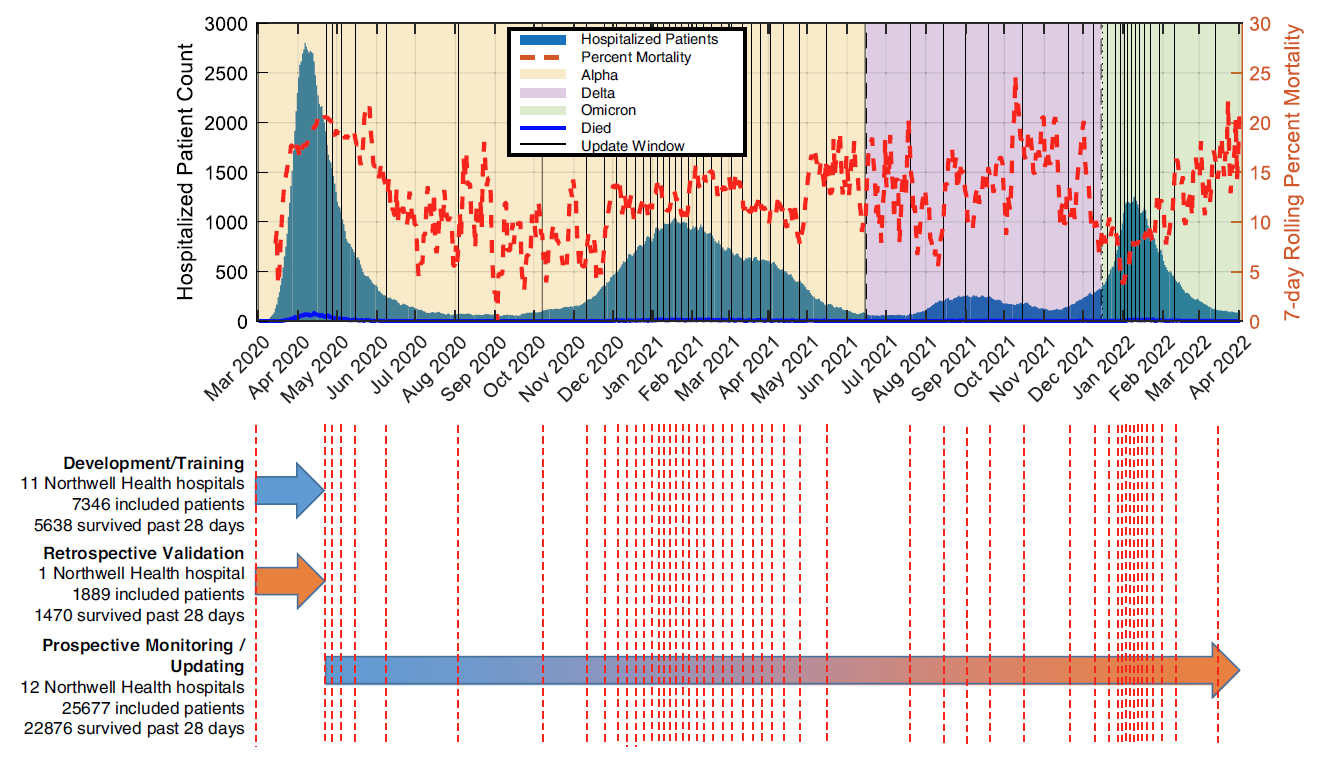 3000
2500
2000
1500
1000
500
0
Hospitalized Patient Count
30
25
20
15
10
5
0
7-day Rolling Percent Mortality
Hospitalized Patients
Percent Mortality
Alpha
Delta
Omicron
Died
Update Window
Mar 2020
Apr 2020
May 2020
Jun 2020
Jul 2020
Aug 2020
Sep 2020
Oct 2020
Nov 2020
Dec 2020
Jan 2021
Feb 2021
Mar 2021
Apr 2021
May 2021
Jun 2021
Jul 2021
Aug 2021
Sep 2021
Oct 2021
Nov 2021
Dec 2021
Jan 2022
Feb 2022
Mar 2022
Apr 2022
Development/Training
11 Northwell Health hospitals
7346 included patients
5638 survived past 28 days
Retrospective Validation
1 Northwell Health hospital
1889 included patients
1470 survived past 28 days
Prospective Monitoring /
Updating
12 Northwell Health hospitals
25677 included patients
22876 survived past 28 days